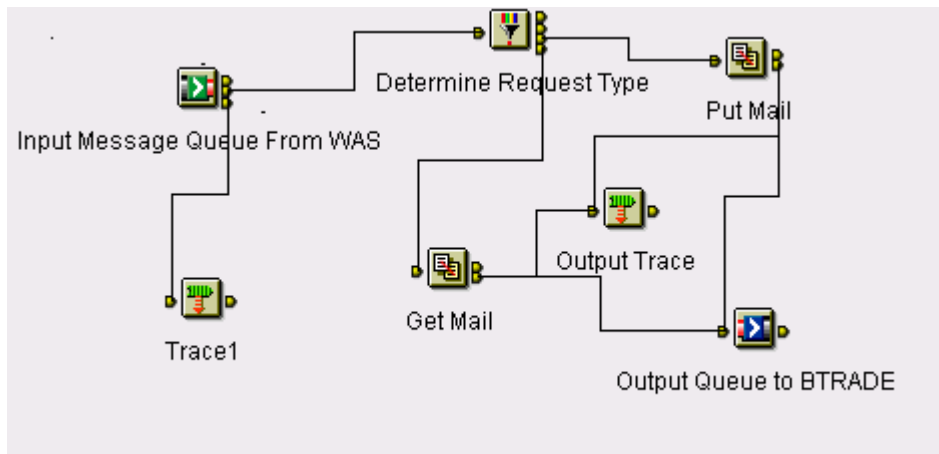 Determine Request Type
Put Mail
Input Message Queue From WAS
Output Trace
Get Mail
Trace1
Output Queue to BTRADE